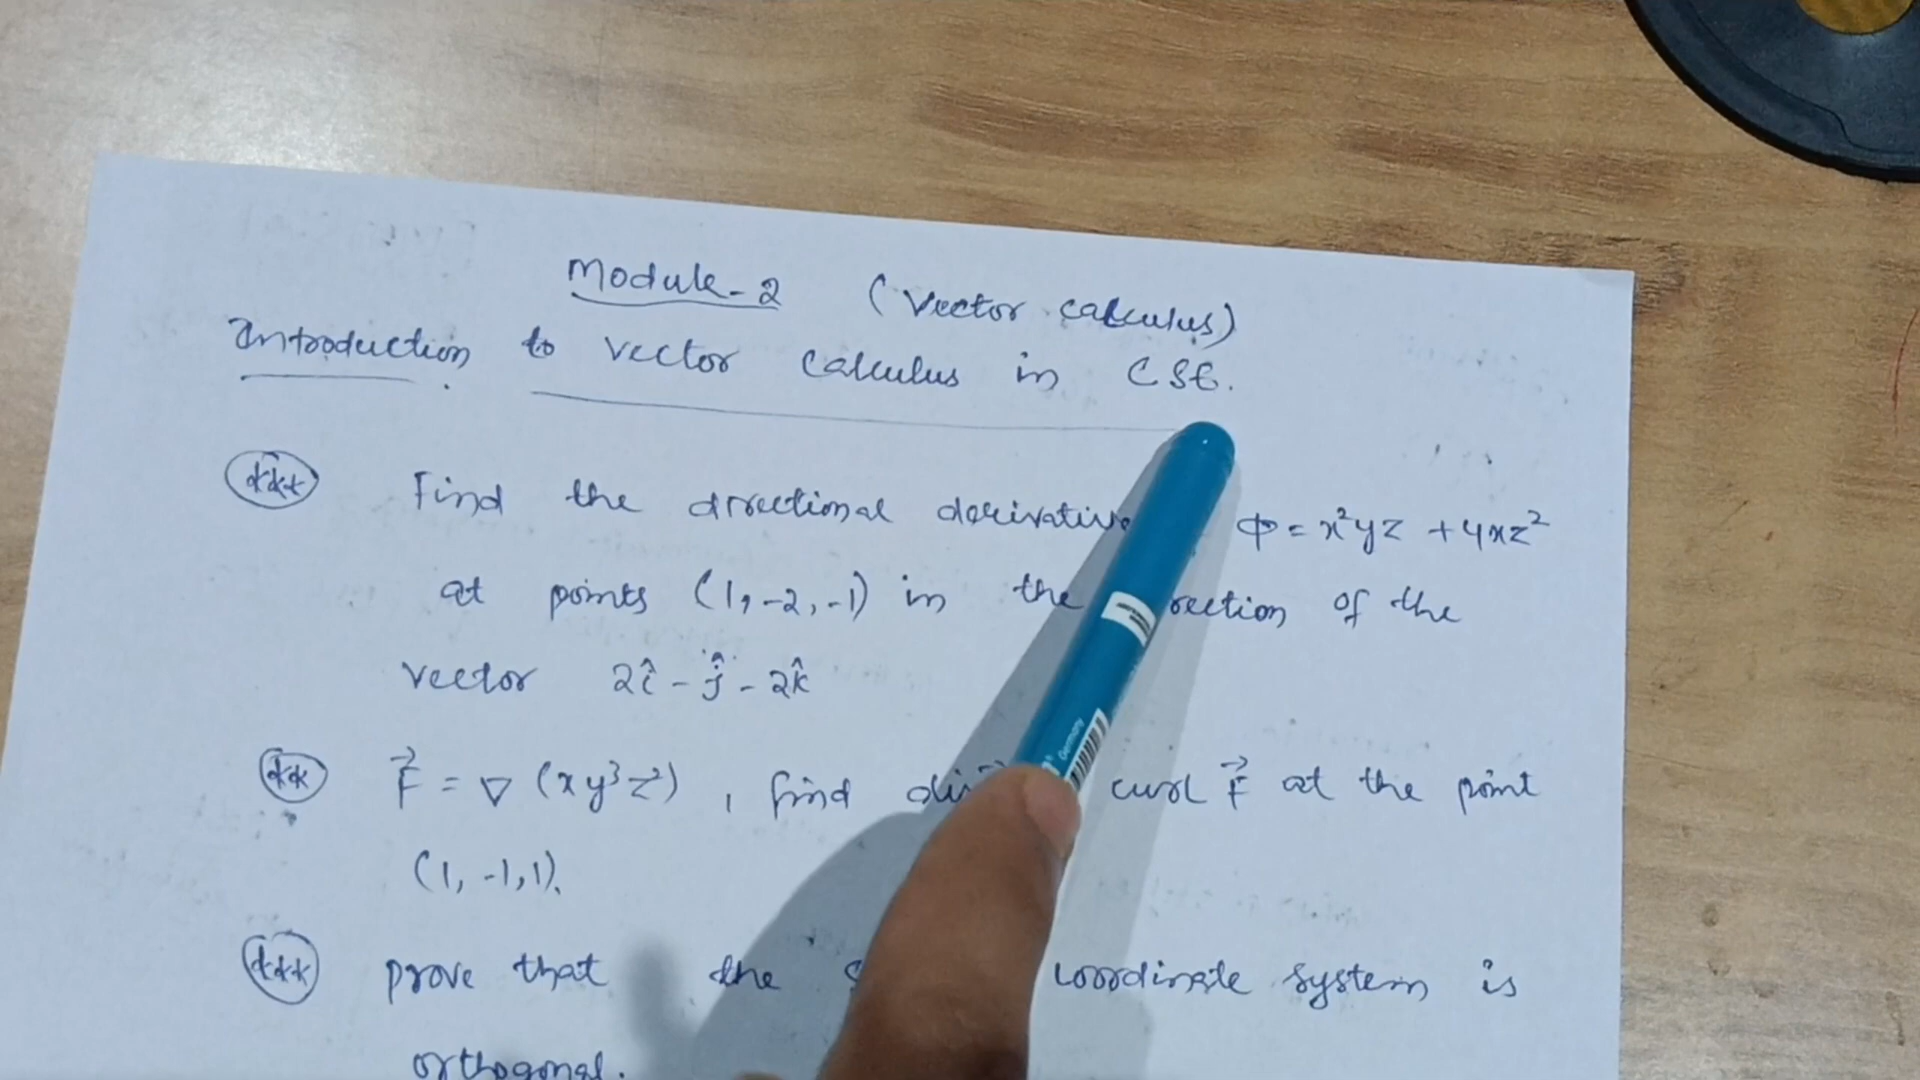 Module-2 (Vector calculus)
Introduction to vector calculus in CSE.
*** Find the directional derivative φ = x²yz + 4xz²
at points (1, -2, -1) in the rection of the
vector 2î - ĵ - 2k̂
** F⃗ = ∇ (xy³z²), find div curl F⃗ at the point
(1, -1, 1).
*** prove that the coordinate system is
orthogonal.
Germany